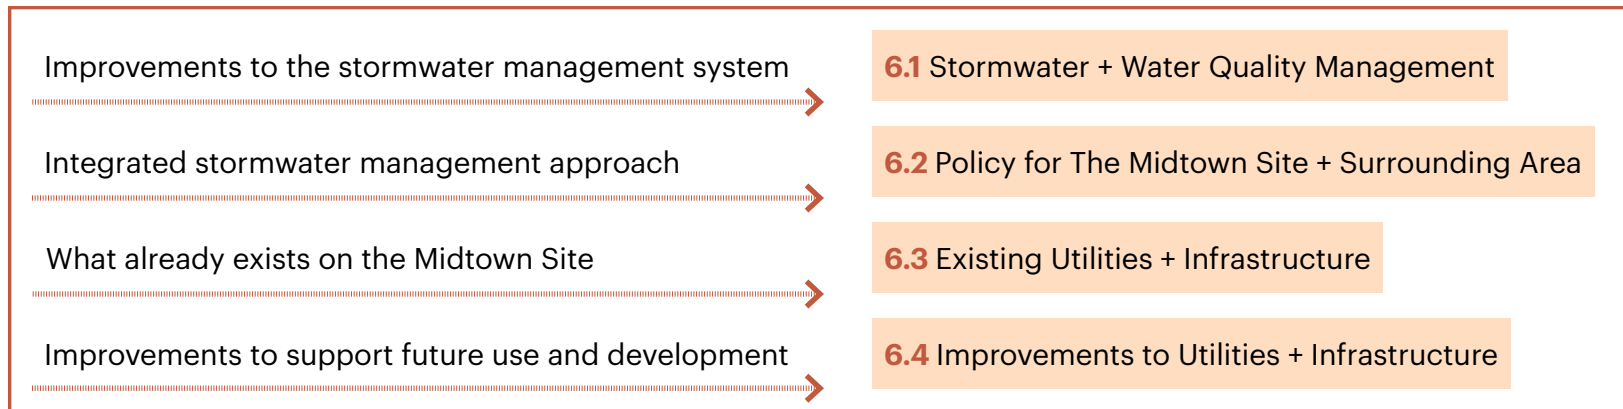 Improvements to the stormwater management system
6.1 Stormwater + Water Quality Management
Integrated stormwater management approach
6.2 Policy for The Midtown Site + Surrounding Area
What already exists on the Midtown Site
6.3 Existing Utilities + Infrastructure
Improvements to support future use and development
6.4 Improvements to Utilities + Infrastructure